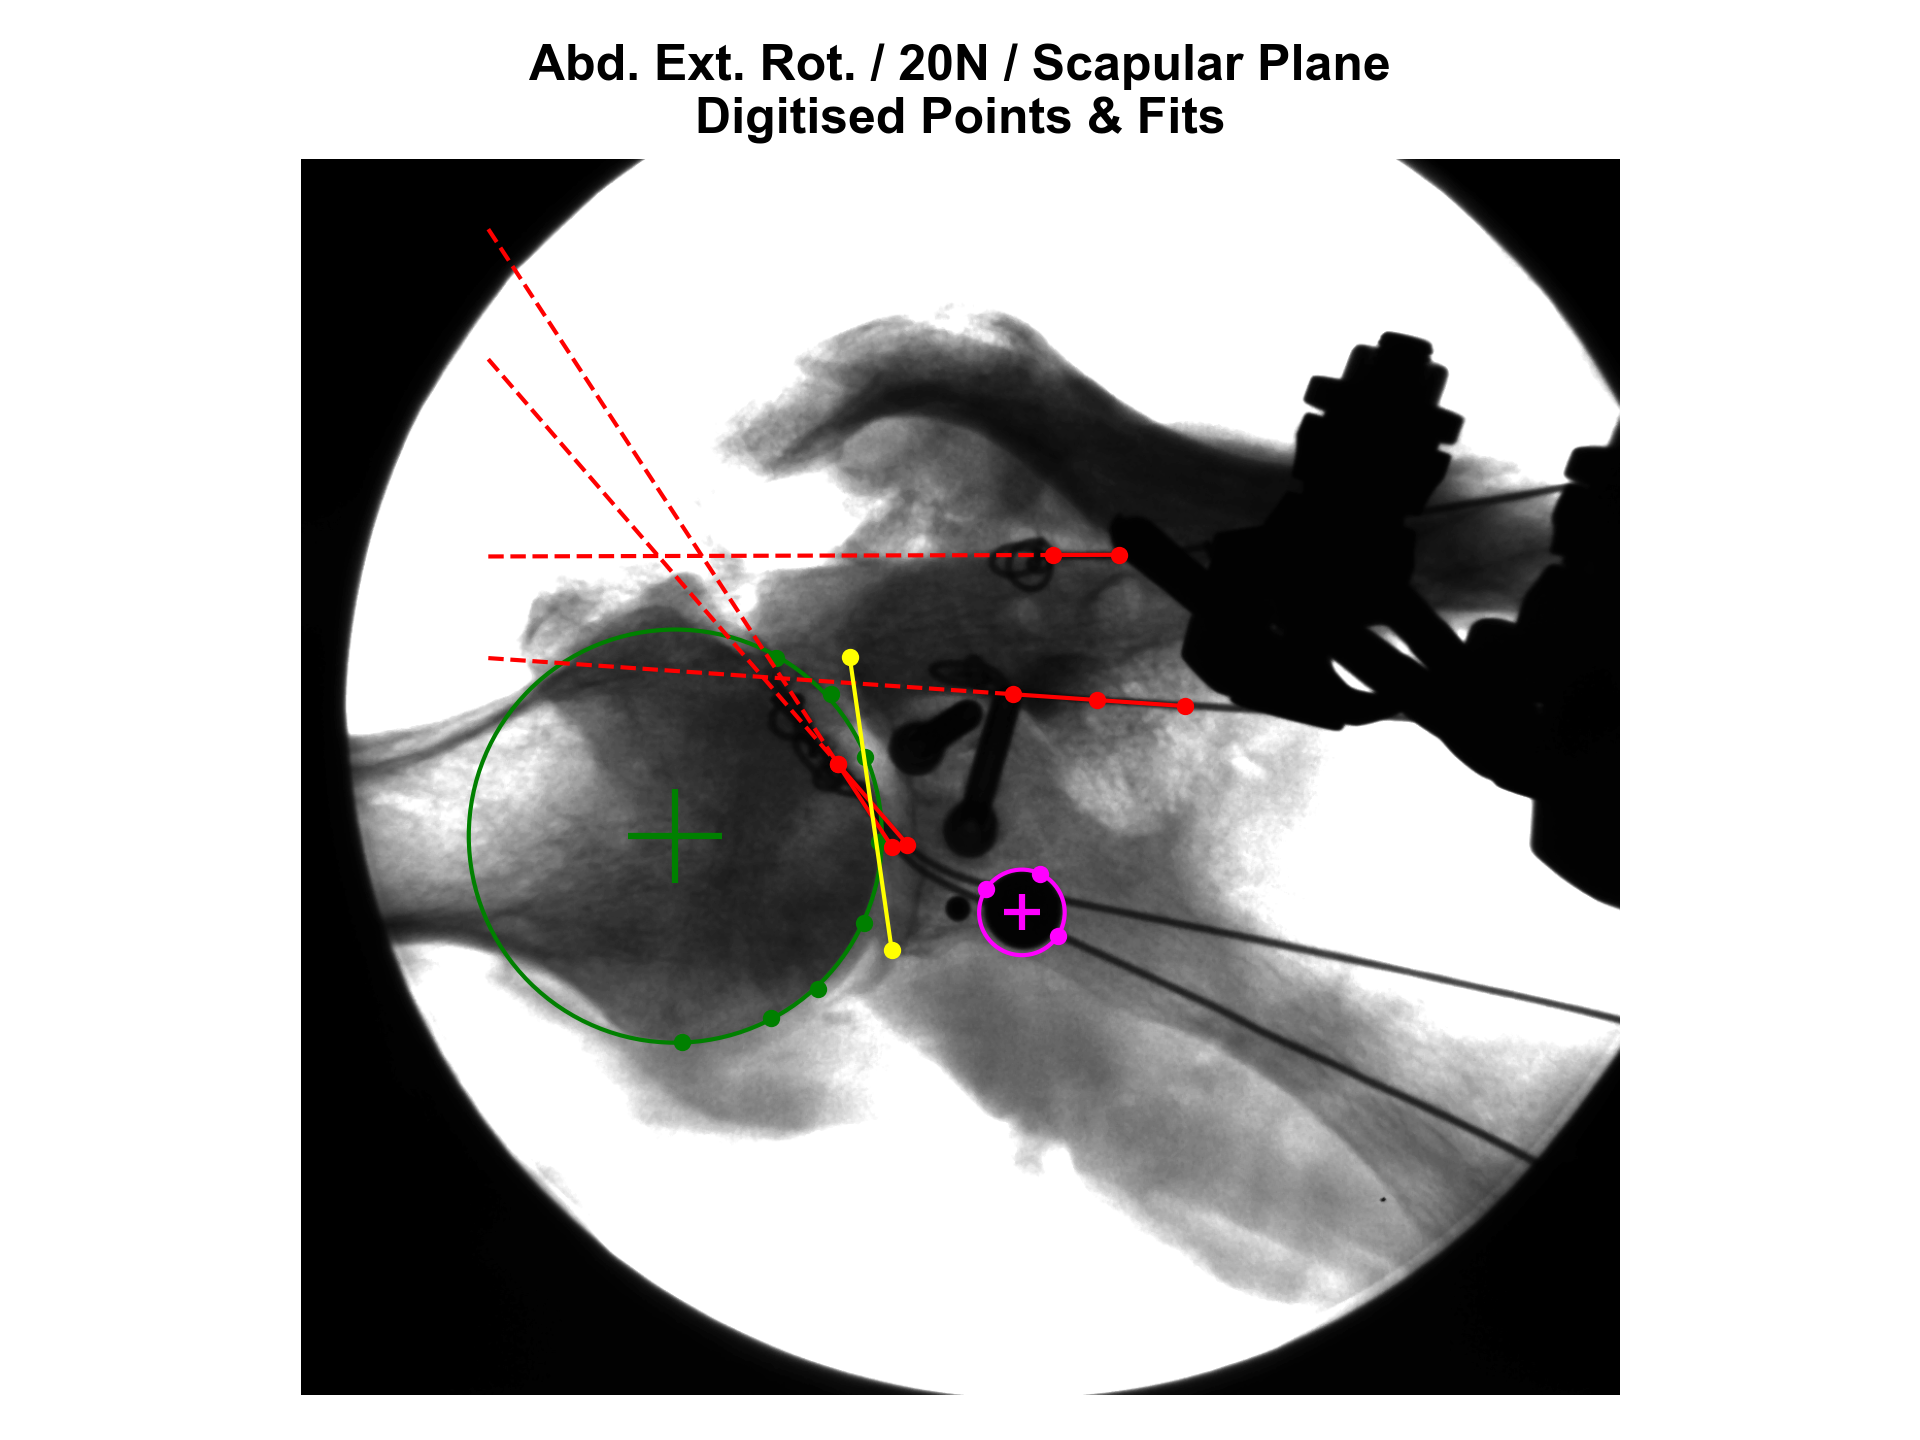 Abd. Ext. Rot. / 20N / Scapular Plane
Digitised Points & Fits